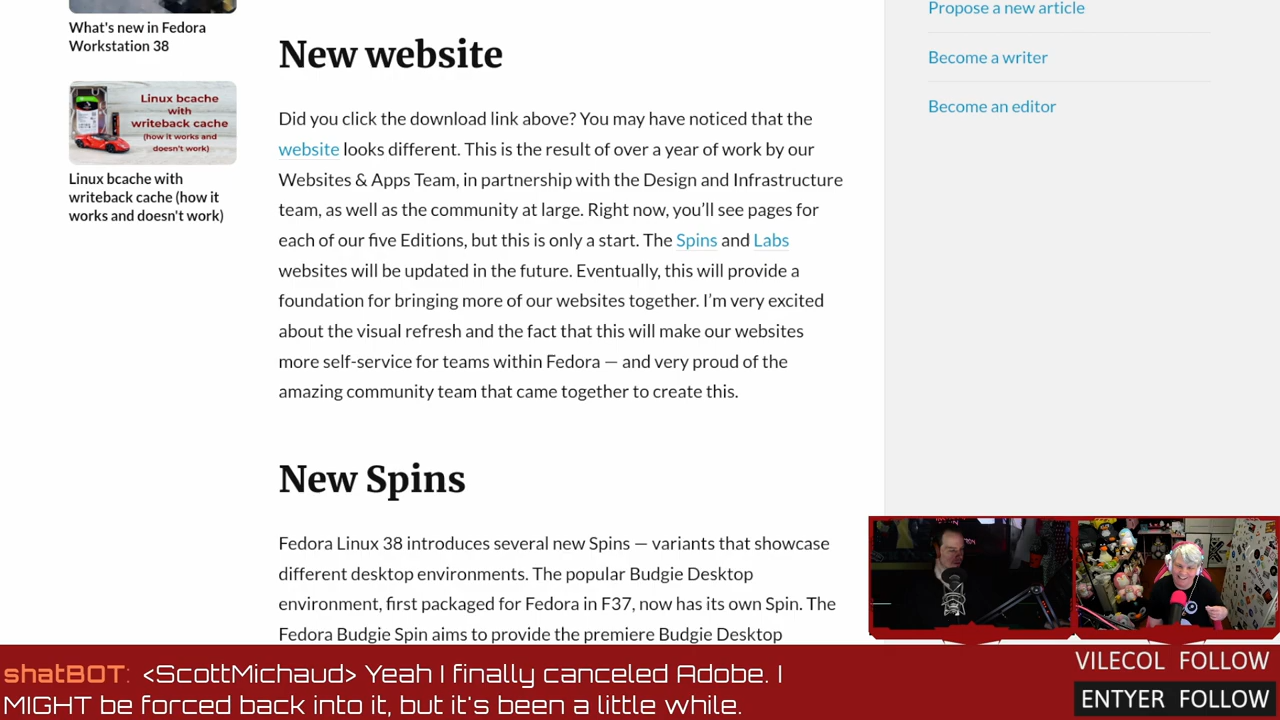 What's new in Fedora
Workstation 38
Linux bcache
with
writeback cache
(how it works and
doesn't work)
Linux bcache with
writeback cache (how it
works and doesn't work)
New website
Did you click the download link above? You may have noticed that the
website looks different. This is the result of over a year of work by our
Websites & Apps Team, in partnership with the Design and Infrastructure
team, as well as the community at large. Right now, you’ll see pages for
each of our five Editions, but this is only a start. The Spins and Labs
websites will be updated in the future. Eventually, this will provide a
foundation for bringing more of our websites together. I’m very excited
about the visual refresh and the fact that this will make our websites
more self-service for teams within Fedora — and very proud of the
amazing community team that came together to create this.
New Spins
Fedora Linux 38 introduces several new Spins — variants that showcase
different desktop environments. The popular Budgie Desktop
environment, first packaged for Fedora in F37, now has its own Spin. The
Fedora Budgie Spin aims to provide the premiere Budgie Desktop
Propose a new article
Become a writer
Become an editor
shatBOT: <ScottMichaud> Yeah I finally canceled Adobe. I
MIGHT be forced back into it, but it's been a little while.
VILECOL FOLLOW
ENTYER FOLLOW